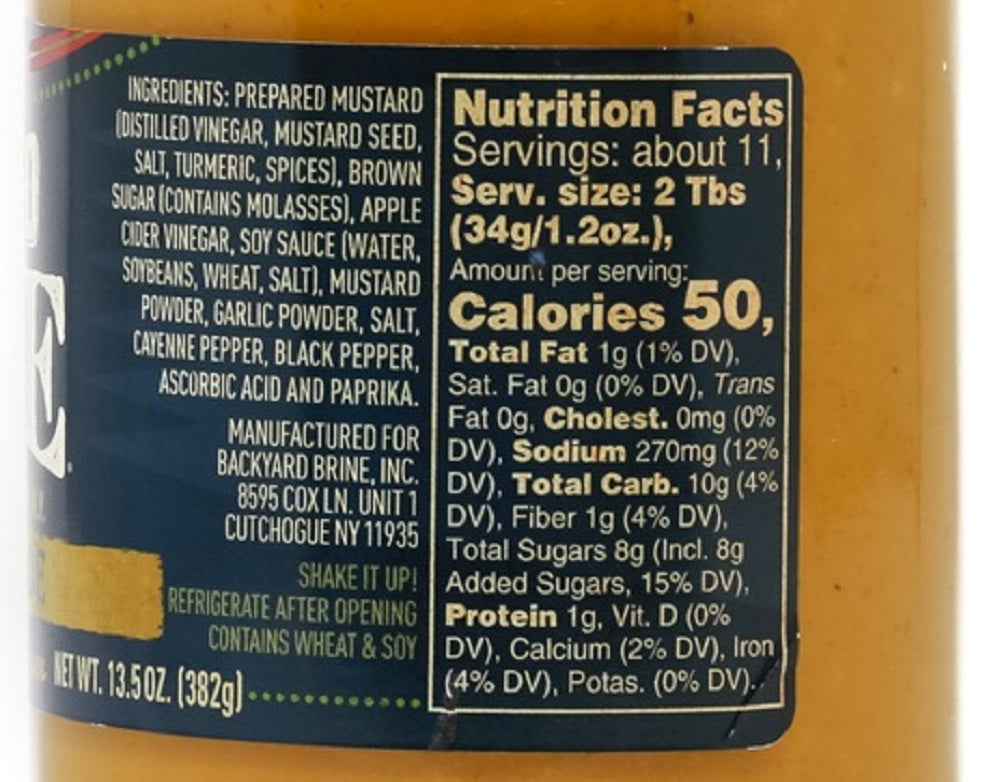 INGREDIENTS: PREPARED MUSTARD
(DISTILLED VINEGAR, MUSTARD SEED,
SALT, TURMERIC, SPICES), BROWN
SUGAR (CONTAINS MOLASSES), APPLE
CIDER VINEGAR, SOY SAUCE (WATER,
SOYBEANS, WHEAT, SALT), MUSTARD
POWDER, GARLIC POWDER, SALT,
CAYENNE PEPPER, BLACK PEPPER,
ASCORBIC ACID AND PAPRIKA.
MANUFACTURED FOR
BACKYARD BRINE, INC.
8595 COX LN. UNIT 1
CUTCHOGUE NY 11935
SHAKE IT UP!
REFRIGERATE AFTER OPENING
CONTAINS WHEAT & SOY
NET WT. 13.5 OZ. (382g)
Nutrition Facts
Servings: about 11,
Serv. size: 2 Tbs
(34g/1.2oz.),
Amount per serving:
Calories 50,
Total Fat 1g (1% DV),
Sat. Fat 0g (0% DV), Trans
Fat 0g, Cholest. 0mg (0%
DV), Sodium 270mg (12%
DV), Total Carb. 10g (4%
DV), Fiber 1g (4% DV),
Total Sugars 8g (Incl. 8g
Added Sugars, 15% DV),
Protein 1g, Vit. D (0%
DV), Calcium (2% DV), Iron
(4% DV), Potas. (0% DV).